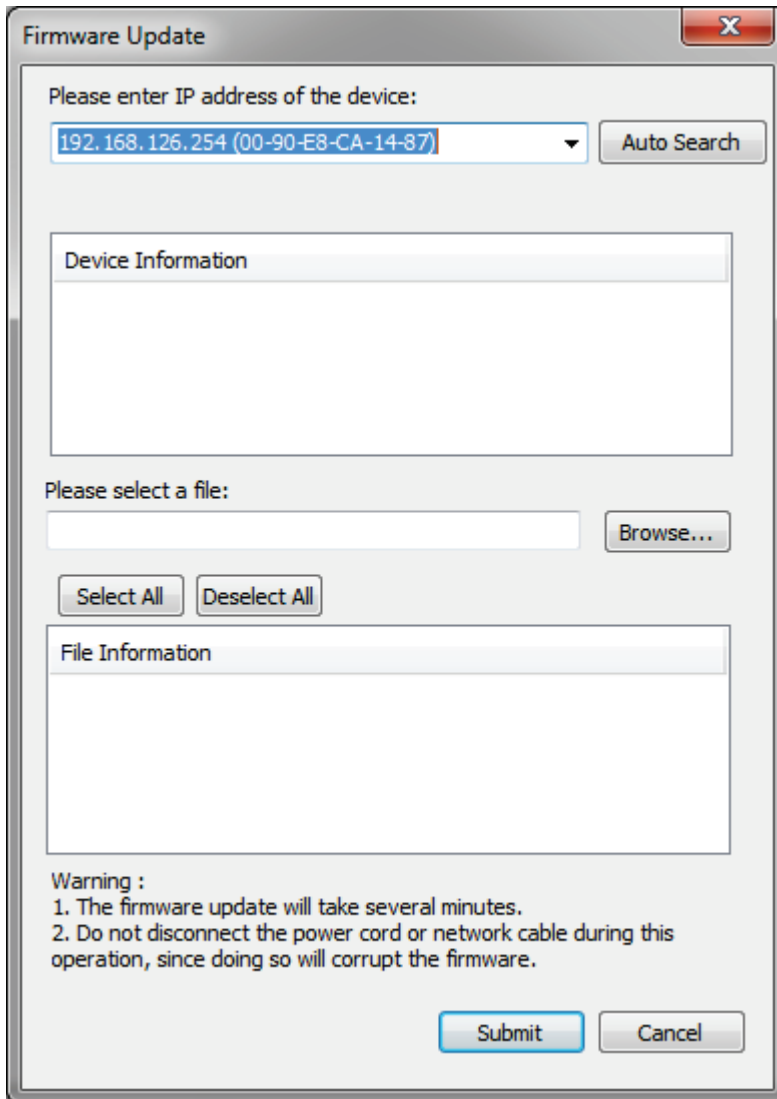 Firmware Update
Please enter IP address of the device:
192.168.126.254 (00-90-E8-CA-14-87)
Auto Search
Device Information
Please select a file:
Browse...
Select All
Deselect All
File Information
Warning :
1. The firmware update will take several minutes.
2. Do not disconnect the power cord or network cable during this
operation, since doing so will corrupt the firmware.
Submit
Cancel